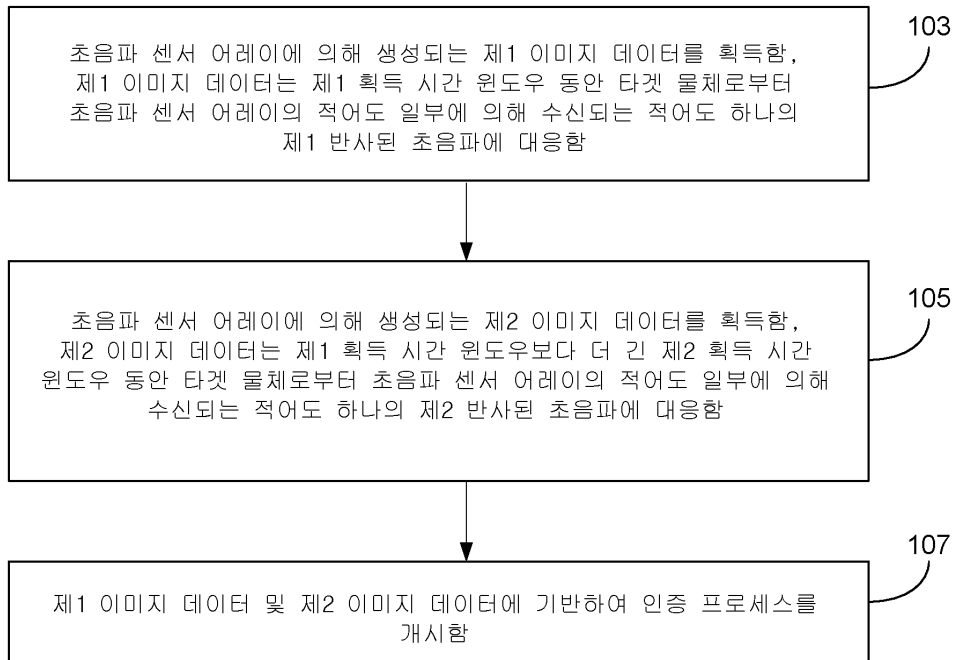 초음파 센서 어레이에 의해 생성되는 제1 이미지 데이터를 획득함,
제1 이미지 데이터는 제1 획득 시간 윈도우 동안 타겟 물체로부터
초음파 센서 어레이의 적어도 일부에 의해 수신되는 적어도 하나의
제1 반사된 초음파에 대응함
103
초음파 센서 어레이에 의해 생성되는 제2 이미지 데이터를 획득함,
제2 이미지 데이터는 제1 획득 시간 윈도우보다 더 긴 제2 획득 시간
윈도우 동안 타겟 물체로부터 초음파 센서 어레이의 적어도 일부에 의해
수신되는 적어도 하나의 제2 반사된 초음파에 대응함
105
제1 이미지 데이터 및 제2 이미지 데이터에 기반하여 인증 프로세스를
개시함
107